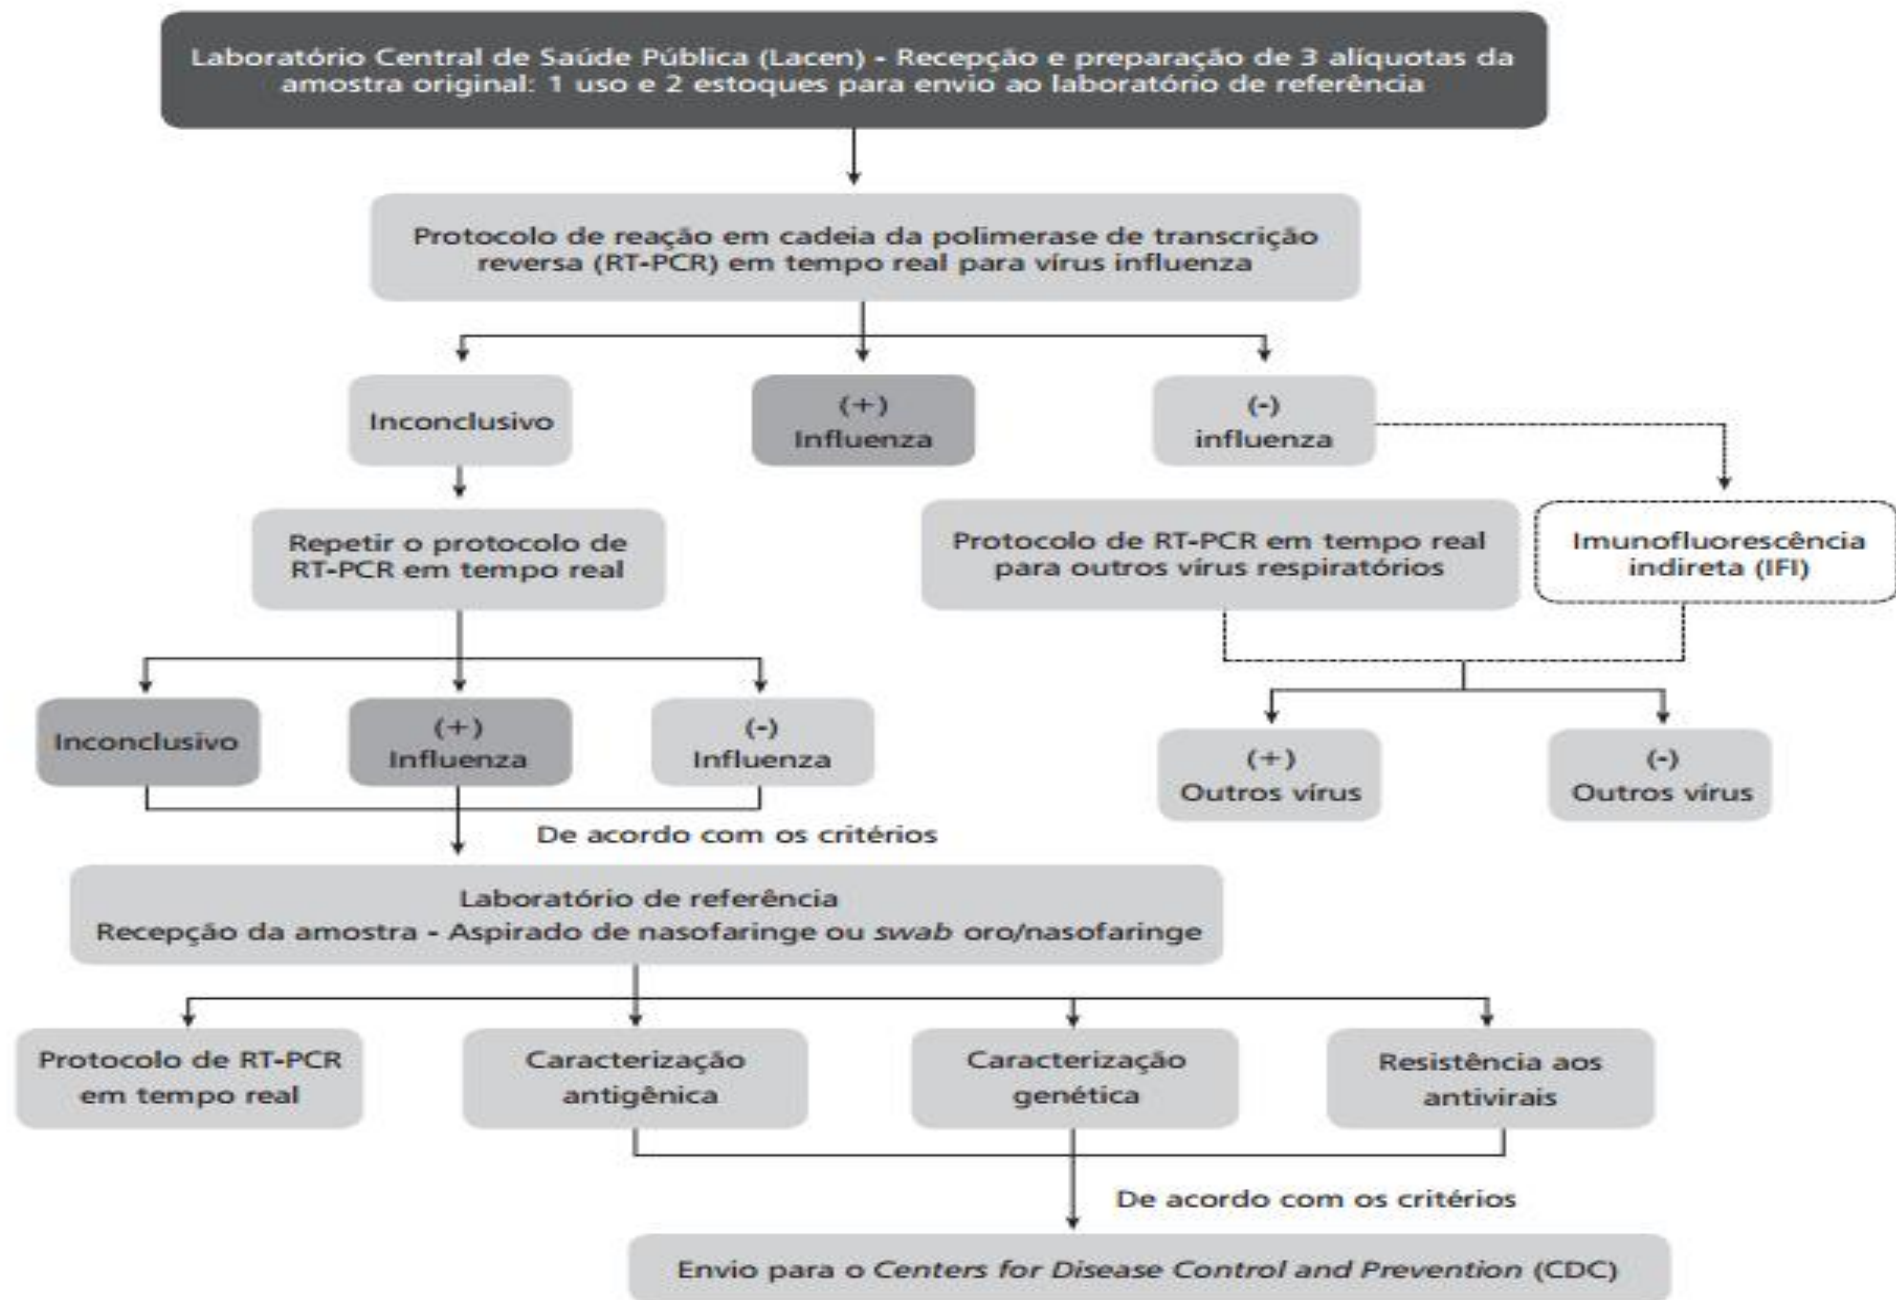 Laboratório Central de Saúde Pública (Lacen) - Recepção e preparação de 3 alíquotas da
amostra original: 1 uso e 2 estoques para envio ao laboratório de referência
Protocolo de reação em cadeia da polimerase de transcrição
reversa (RT-PCR) em tempo real para vírus influenza
Inconclusivo
(+)
Influenza
(-)
influenza
Repetir o protocolo de
RT-PCR em tempo real
Protocolo de RT-PCR em tempo real
para outros vírus respiratórios
Imunofluorescência
indireta (IFI)
Inconclusivo
(+)
Influenza
(-)
Influenza
(+)
Outros vírus
(-)
Outros vírus
De acordo com os critérios
Laboratório de referência
Recepção da amostra - Aspirado de nasofaringe ou swab oro/nasofaringe
Protocolo de RT-PCR
em tempo real
Caracterização
antigênica
Caracterização
genética
Resistência aos
antivirais
De acordo com os critérios
Envio para o Centers for Disease Control and Prevention (CDC)